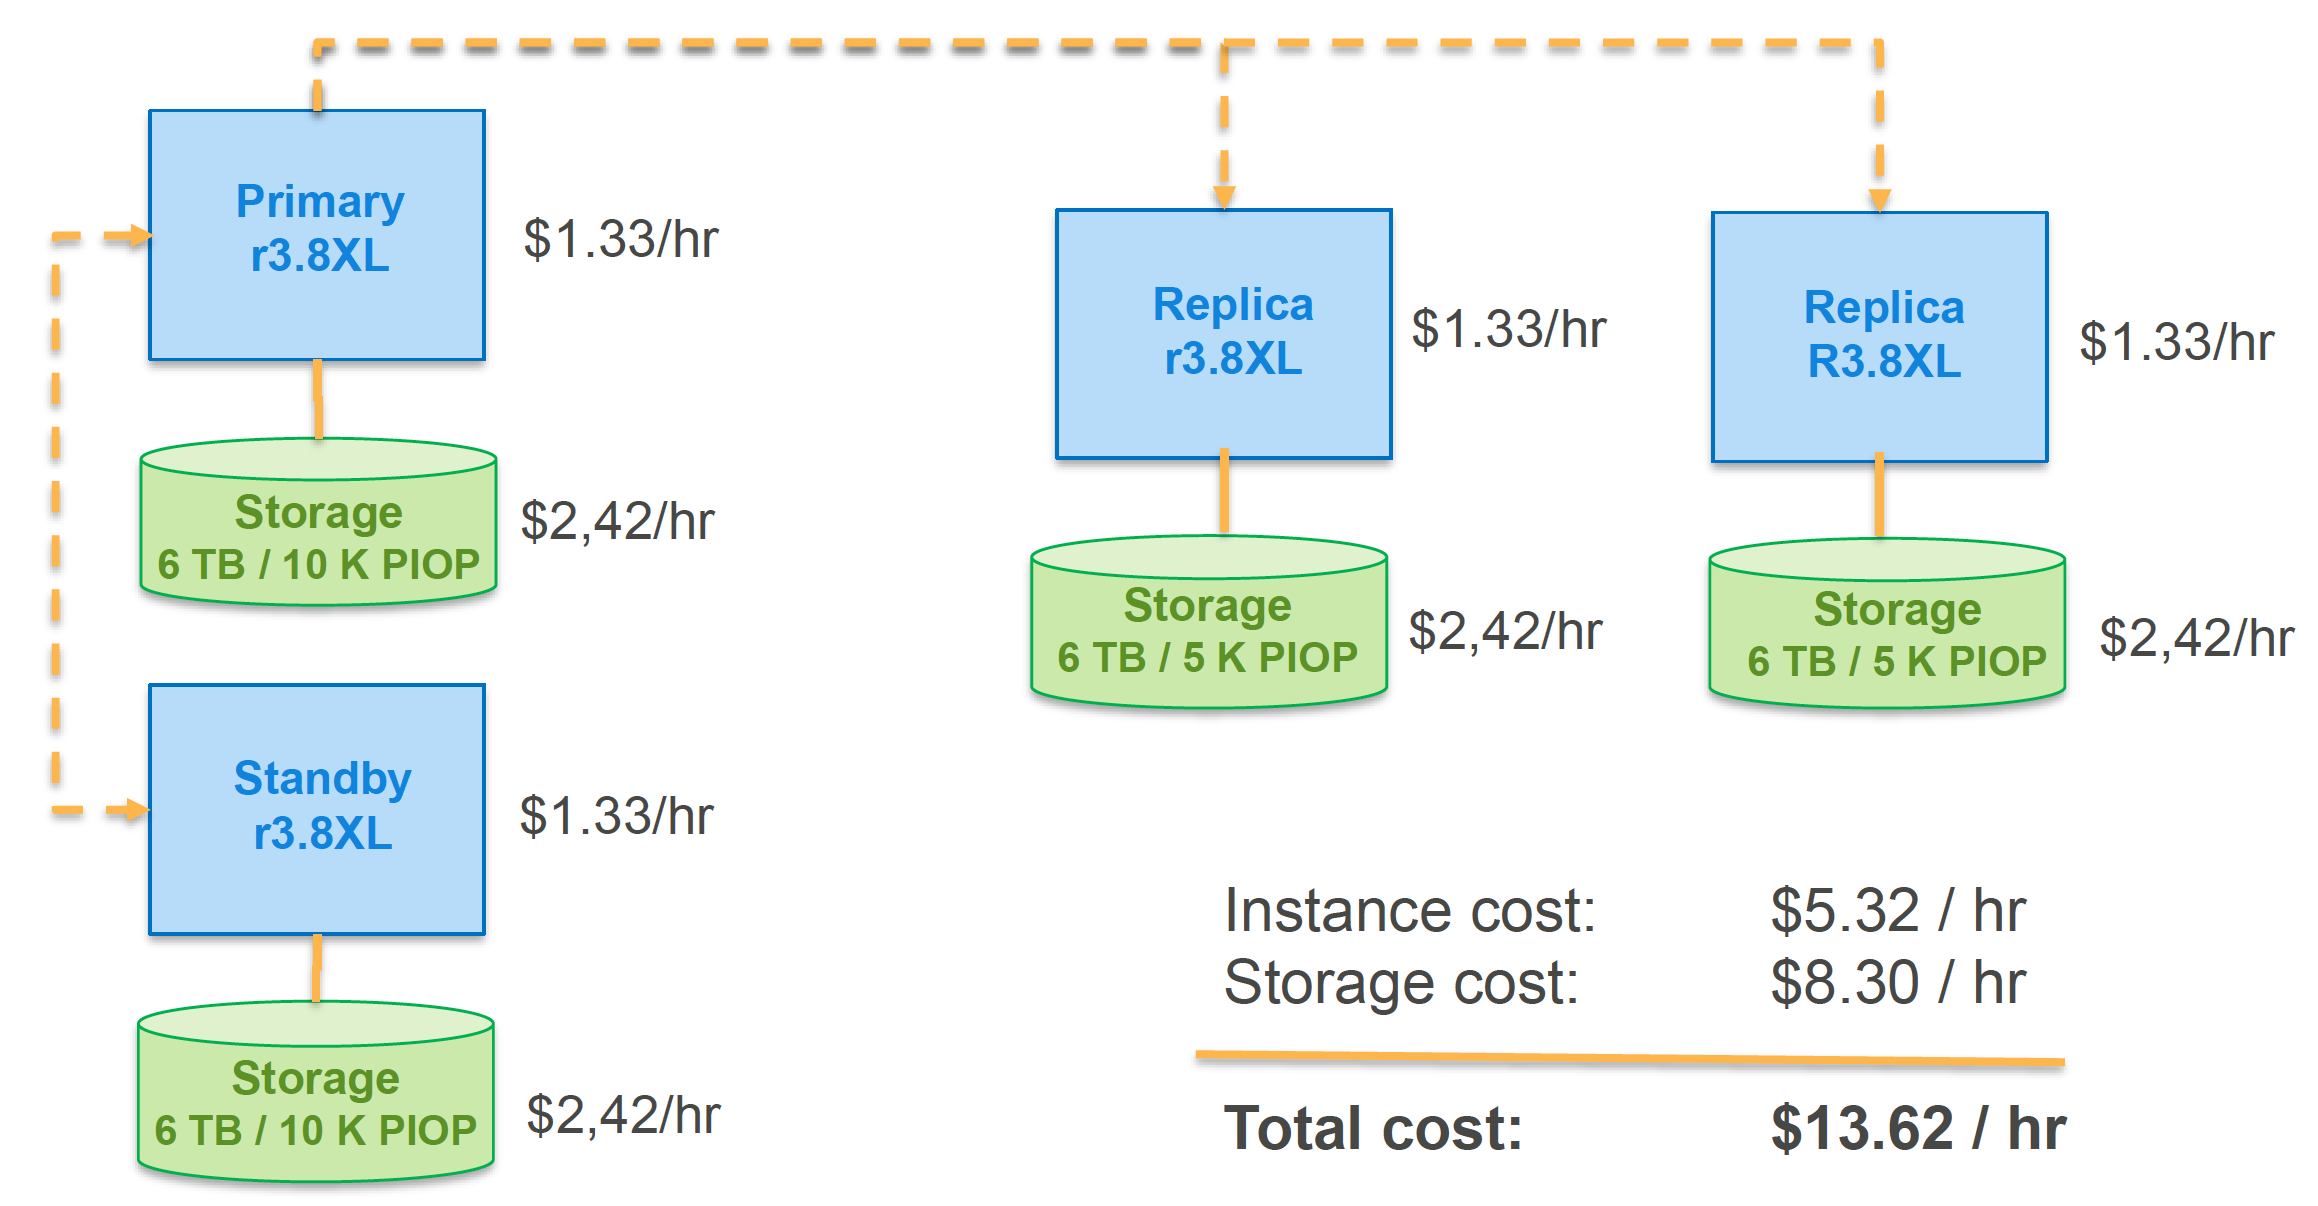 Primary
r3.8XL
$1.33/hr
Storage
6 TB / 10 K PIOP
$2,42/hr
Standby
r3.8XL
$1.33/hr
Storage
6 TB / 10 K PIOP
$2,42/hr
Replica
r3.8XL
$1.33/hr
Storage
6 TB / 5 K PIOP
$2,42/hr
Replica
R3.8XL
$1.33/hr
Storage
6 TB / 5 K PIOP
$2,42/hr
Instance cost: $5.32 / hr
Storage cost: $8.30 / hr
Total cost: $13.62 / hr